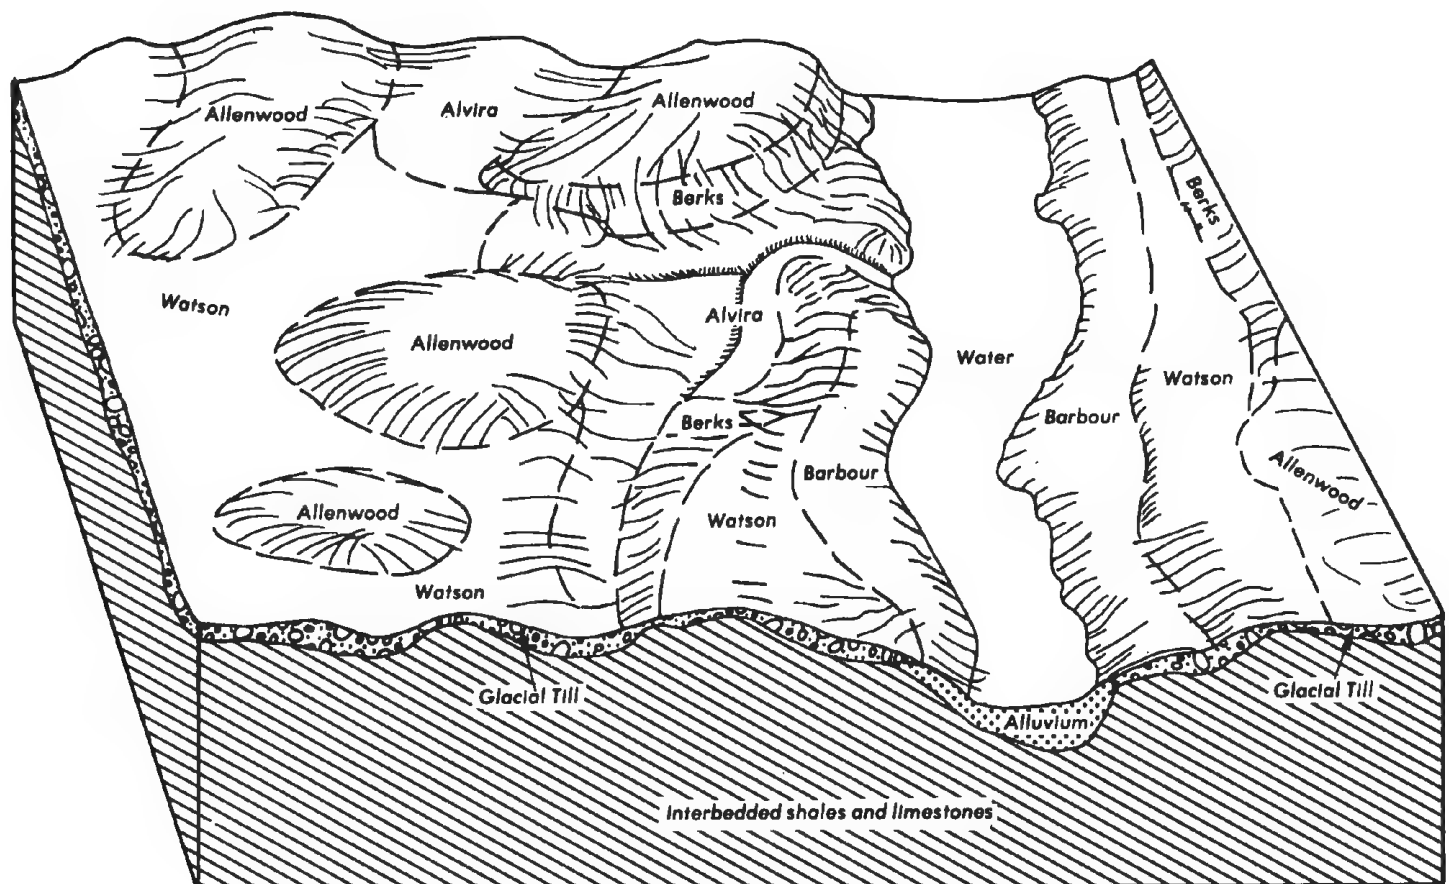 Allenwood
Alvira
Allenwood
Berks
Berks
Watson
Allenwood
Alvira
Water
Watson
Barbour
Berks
Barbour
Allenwood
Allenwood
Watson
Watson
Glacial Till
Glacial Till
Alluvium
Interbedded shales and limestones